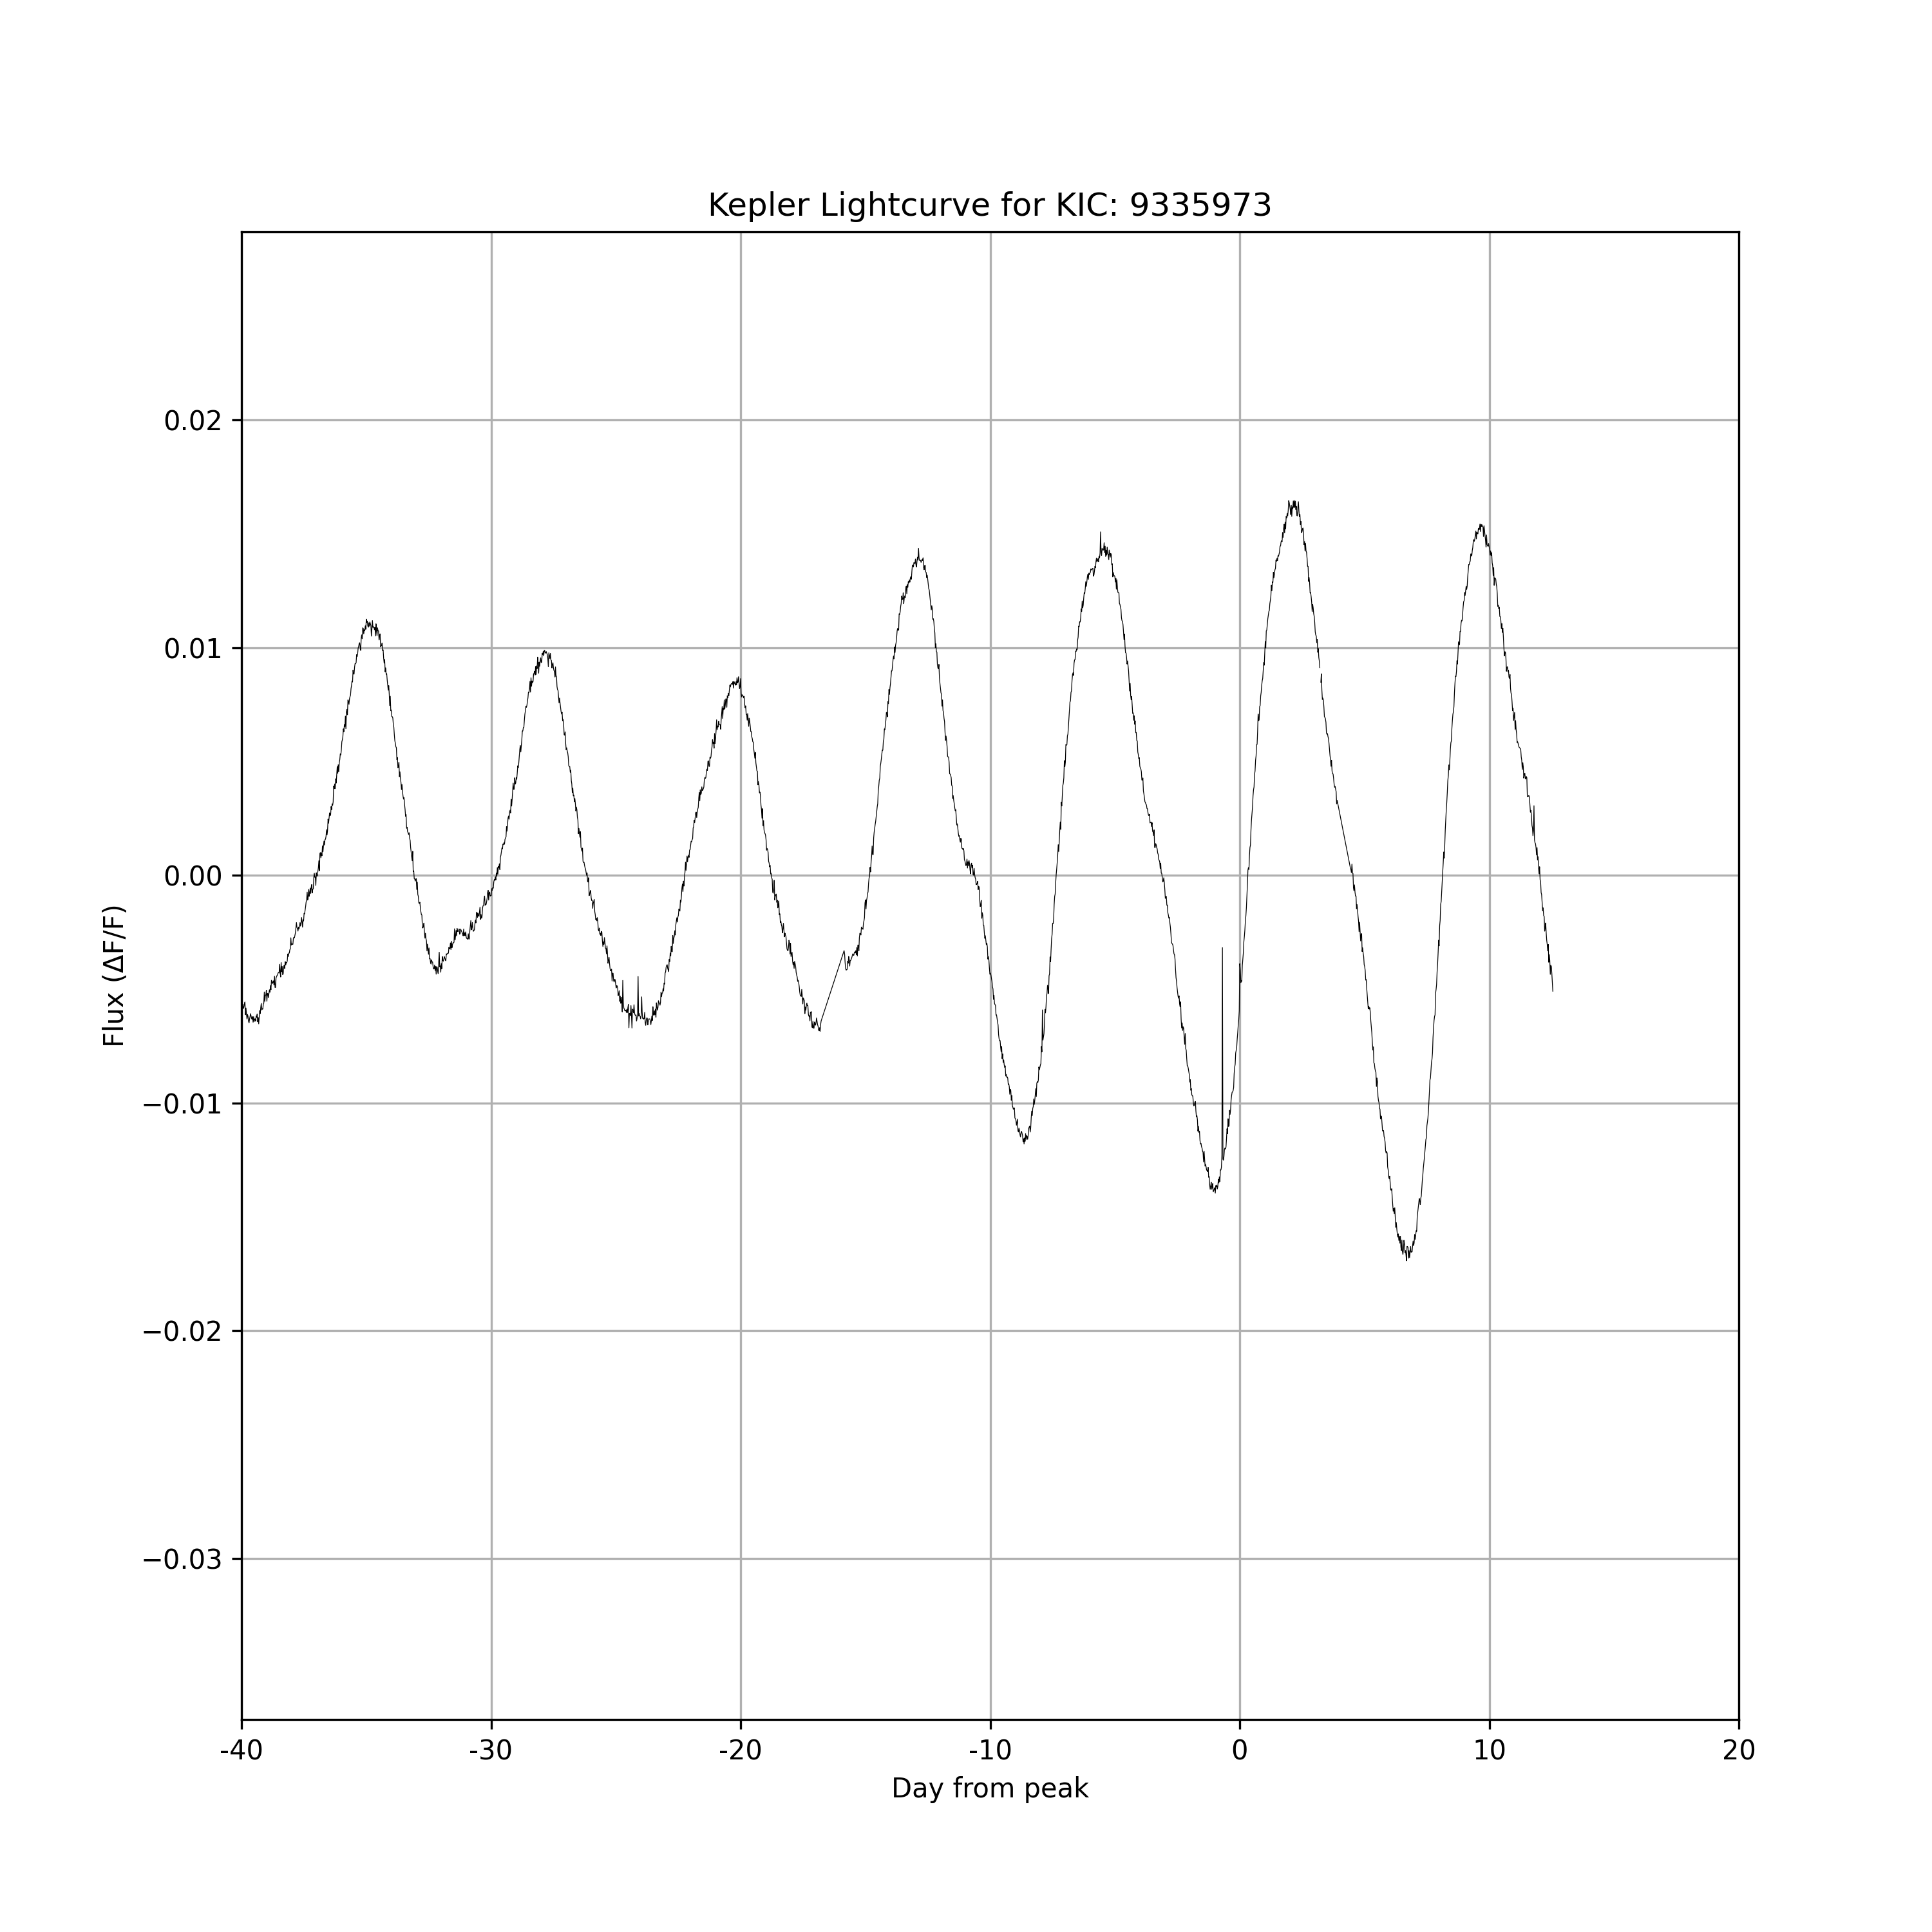 Kepler Lightcurve for KIC: 9335973
Flux (ΔF/F)
0.02
0.01
0.00
−0.01
−0.02
−0.03
-40 -30 -20 -10 0 10 20
Day from peak